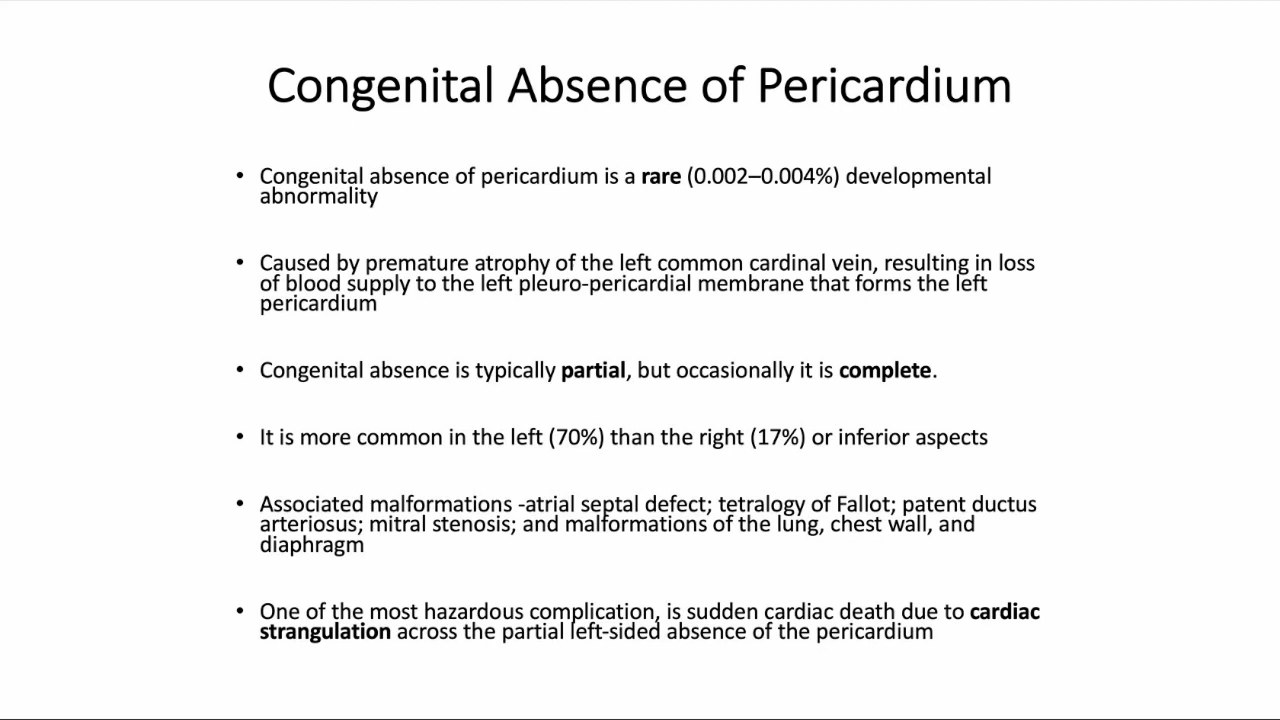 Congenital Absence of Pericardium
• Congenital absence of pericardium is a rare (0.002–0.004%) developmental
abnormality
• Caused by premature atrophy of the left common cardinal vein, resulting in loss
of blood supply to the left pleuro-pericardial membrane that forms the left
pericardium
• Congenital absence is typically partial, but occasionally it is complete.
• It is more common in the left (70%) than the right (17%) or inferior aspects
• Associated malformations -atrial septal defect; tetralogy of Fallot; patent ductus
arteriosus; mitral stenosis; and malformations of the lung, chest wall, and
diaphragm
• One of the most hazardous complication, is sudden cardiac death due to cardiac
strangulation across the partial left-sided absence of the pericardium